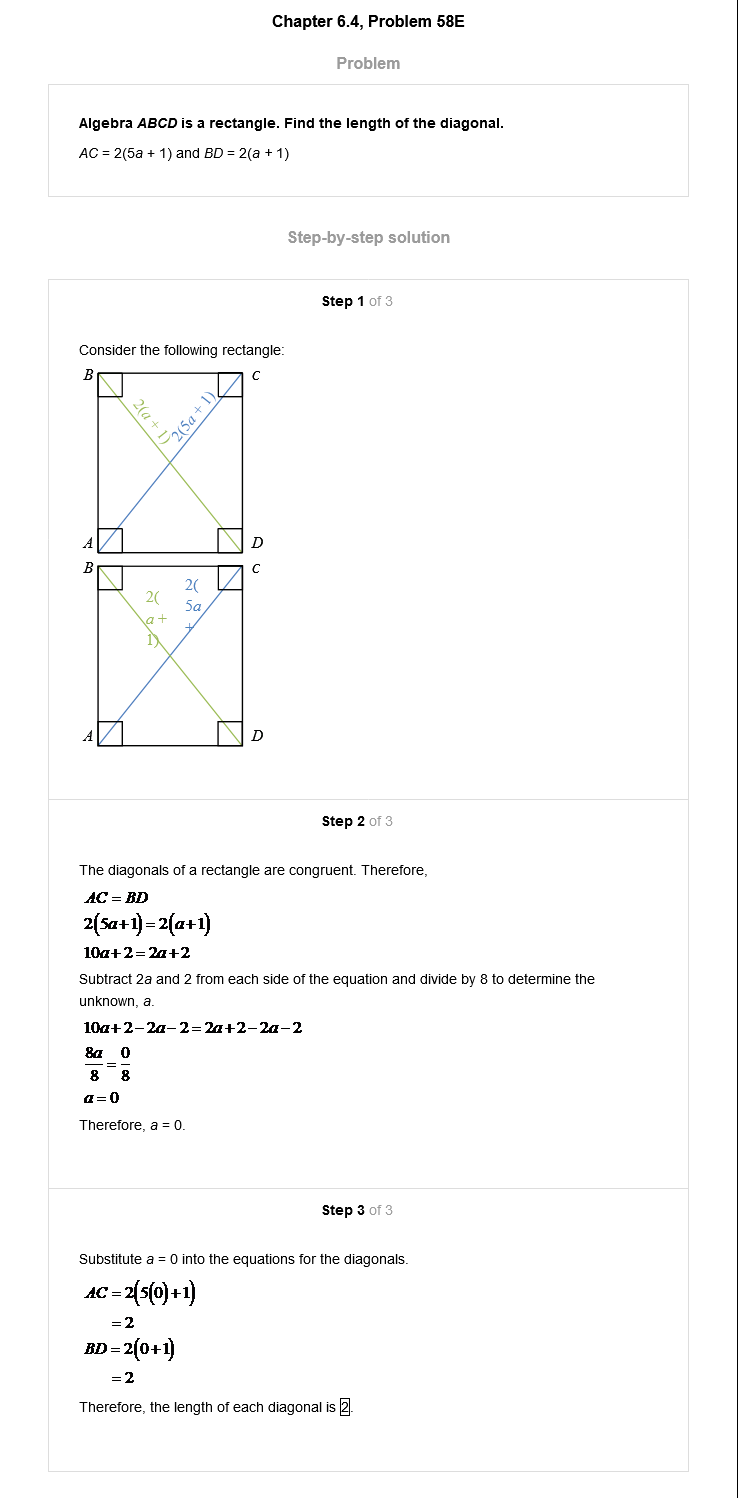 Chapter 6.4, Problem 58E
Problem
Algebra ABCD is a rectangle. Find the length of the diagonal.
AC = 2(5a + 1) and BD = 2(a + 1)
Step-by-step solution
Step 1 of 3
Consider the following rectangle:
B
C
2(a + 1)
2(5a + 1)
A
D
B
C
2(
a +
1)
2(
5a
+
A
D
Step 2 of 3
The diagonals of a rectangle are congruent. Therefore,
AC = BD
2(5a+1) = 2(a+1)
10a+2 = 2a+2
Subtract 2a and 2 from each side of the equation and divide by 8 to determine the
unknown, a.
10a+2−2a−2 = 2a+2−2a−2
8a/8 = 0/8
a = 0
Therefore, a = 0.
Step 3 of 3
Substitute a = 0 into the equations for the diagonals.
AC = 2(5(0)+1)
= 2
BD = 2(0+1)
= 2
Therefore, the length of each diagonal is 2.